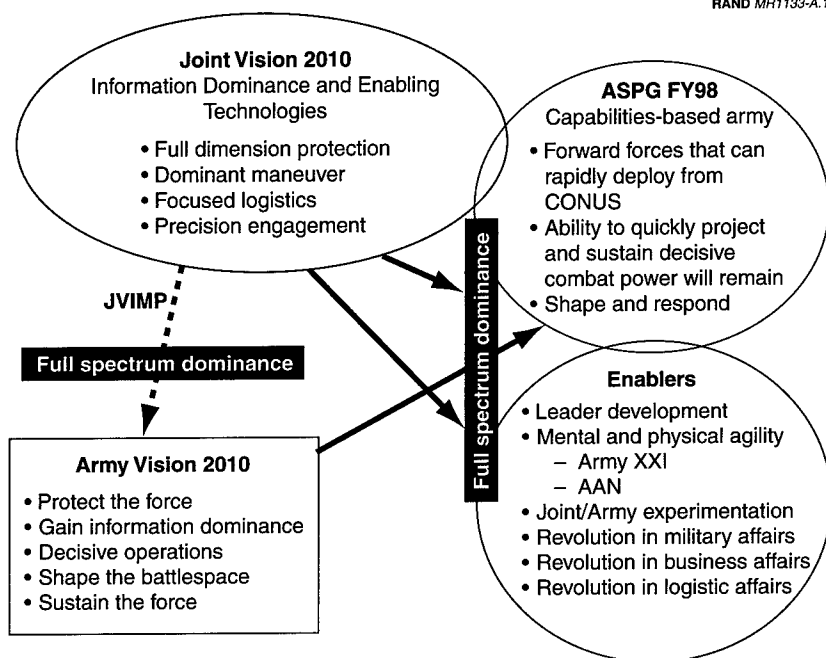 RAND MR1133-A.1
Joint Vision 2010
Information Dominance and Enabling
Technologies
• Full dimension protection
• Dominant maneuver
• Focused logistics
• Precision engagement
ASPG FY98
Capabilities-based army
• Forward forces that can
rapidly deploy from
CONUS
• Ability to quickly project
and sustain decisive
combat power will remain
• Shape and respond
JVIMP
Full spectrum dominance
Full spectrum dominance
Army Vision 2010
• Protect the force
• Gain information dominance
• Decisive operations
• Shape the battlespace
• Sustain the force
Enablers
• Leader development
• Mental and physical agility
– Army XXI
– AAN
• Joint/Army experimentation
• Revolution in military affairs
• Revolution in business affairs
• Revolution in logistic affairs